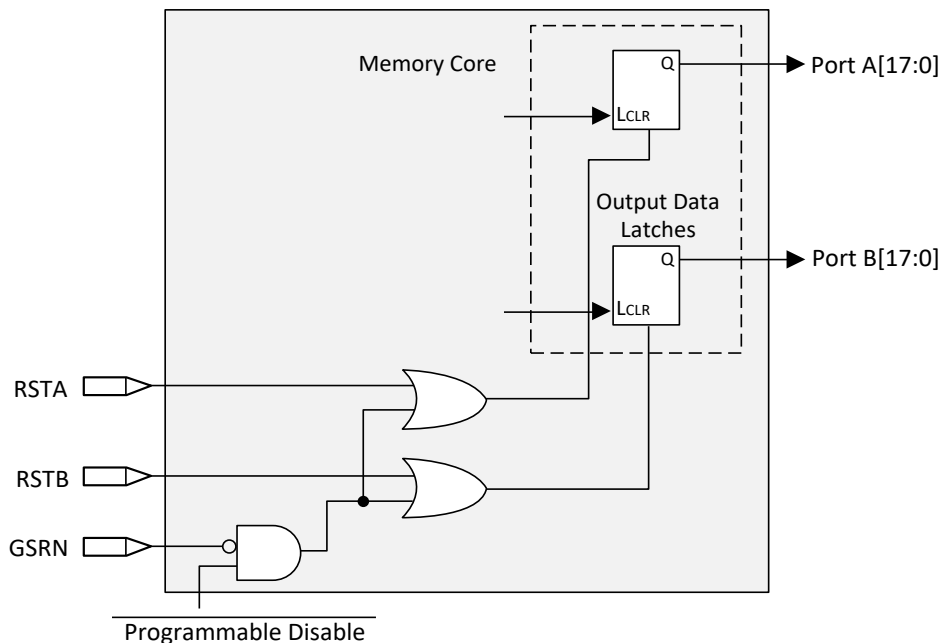 Memory Core
Q
Port A[17:0]
LCLR
Output Data
Latches
Q
Port B[17:0]
LCLR
RSTA
RSTB
GSRN
Programmable Disable